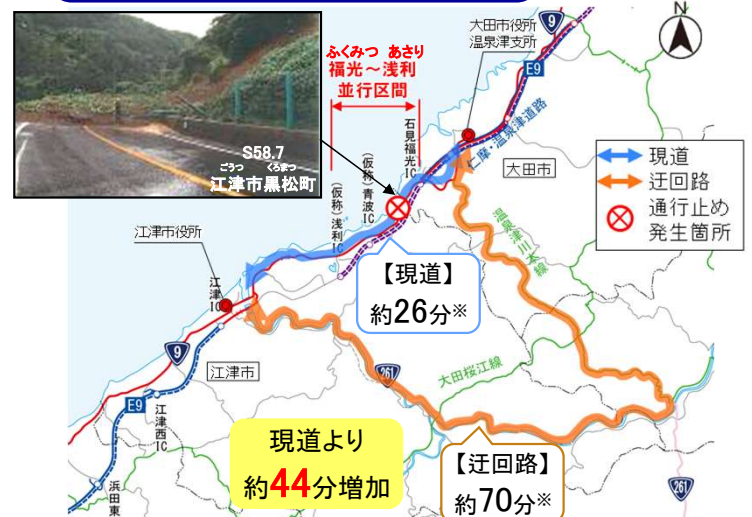 S58.7
ごうつ くろまつ
江津市黒松町
ふくみつ あさり
福光～浅利
並行区間
大田市役所
温泉津支所
9
N
E9
石見福光IC
仁摩・温泉津道路
大田市
現道
迂回路
通行止め
発生箇所
(仮称)青波IC
(仮称)浅利IC
江津市役所
江津IC
【現道】
約26分※
温泉津川本線
9
江津市
261
大田桜江線
E9
江津西IC
浜田東
現道より
約44分増加
【迂回路】
約70分※
261